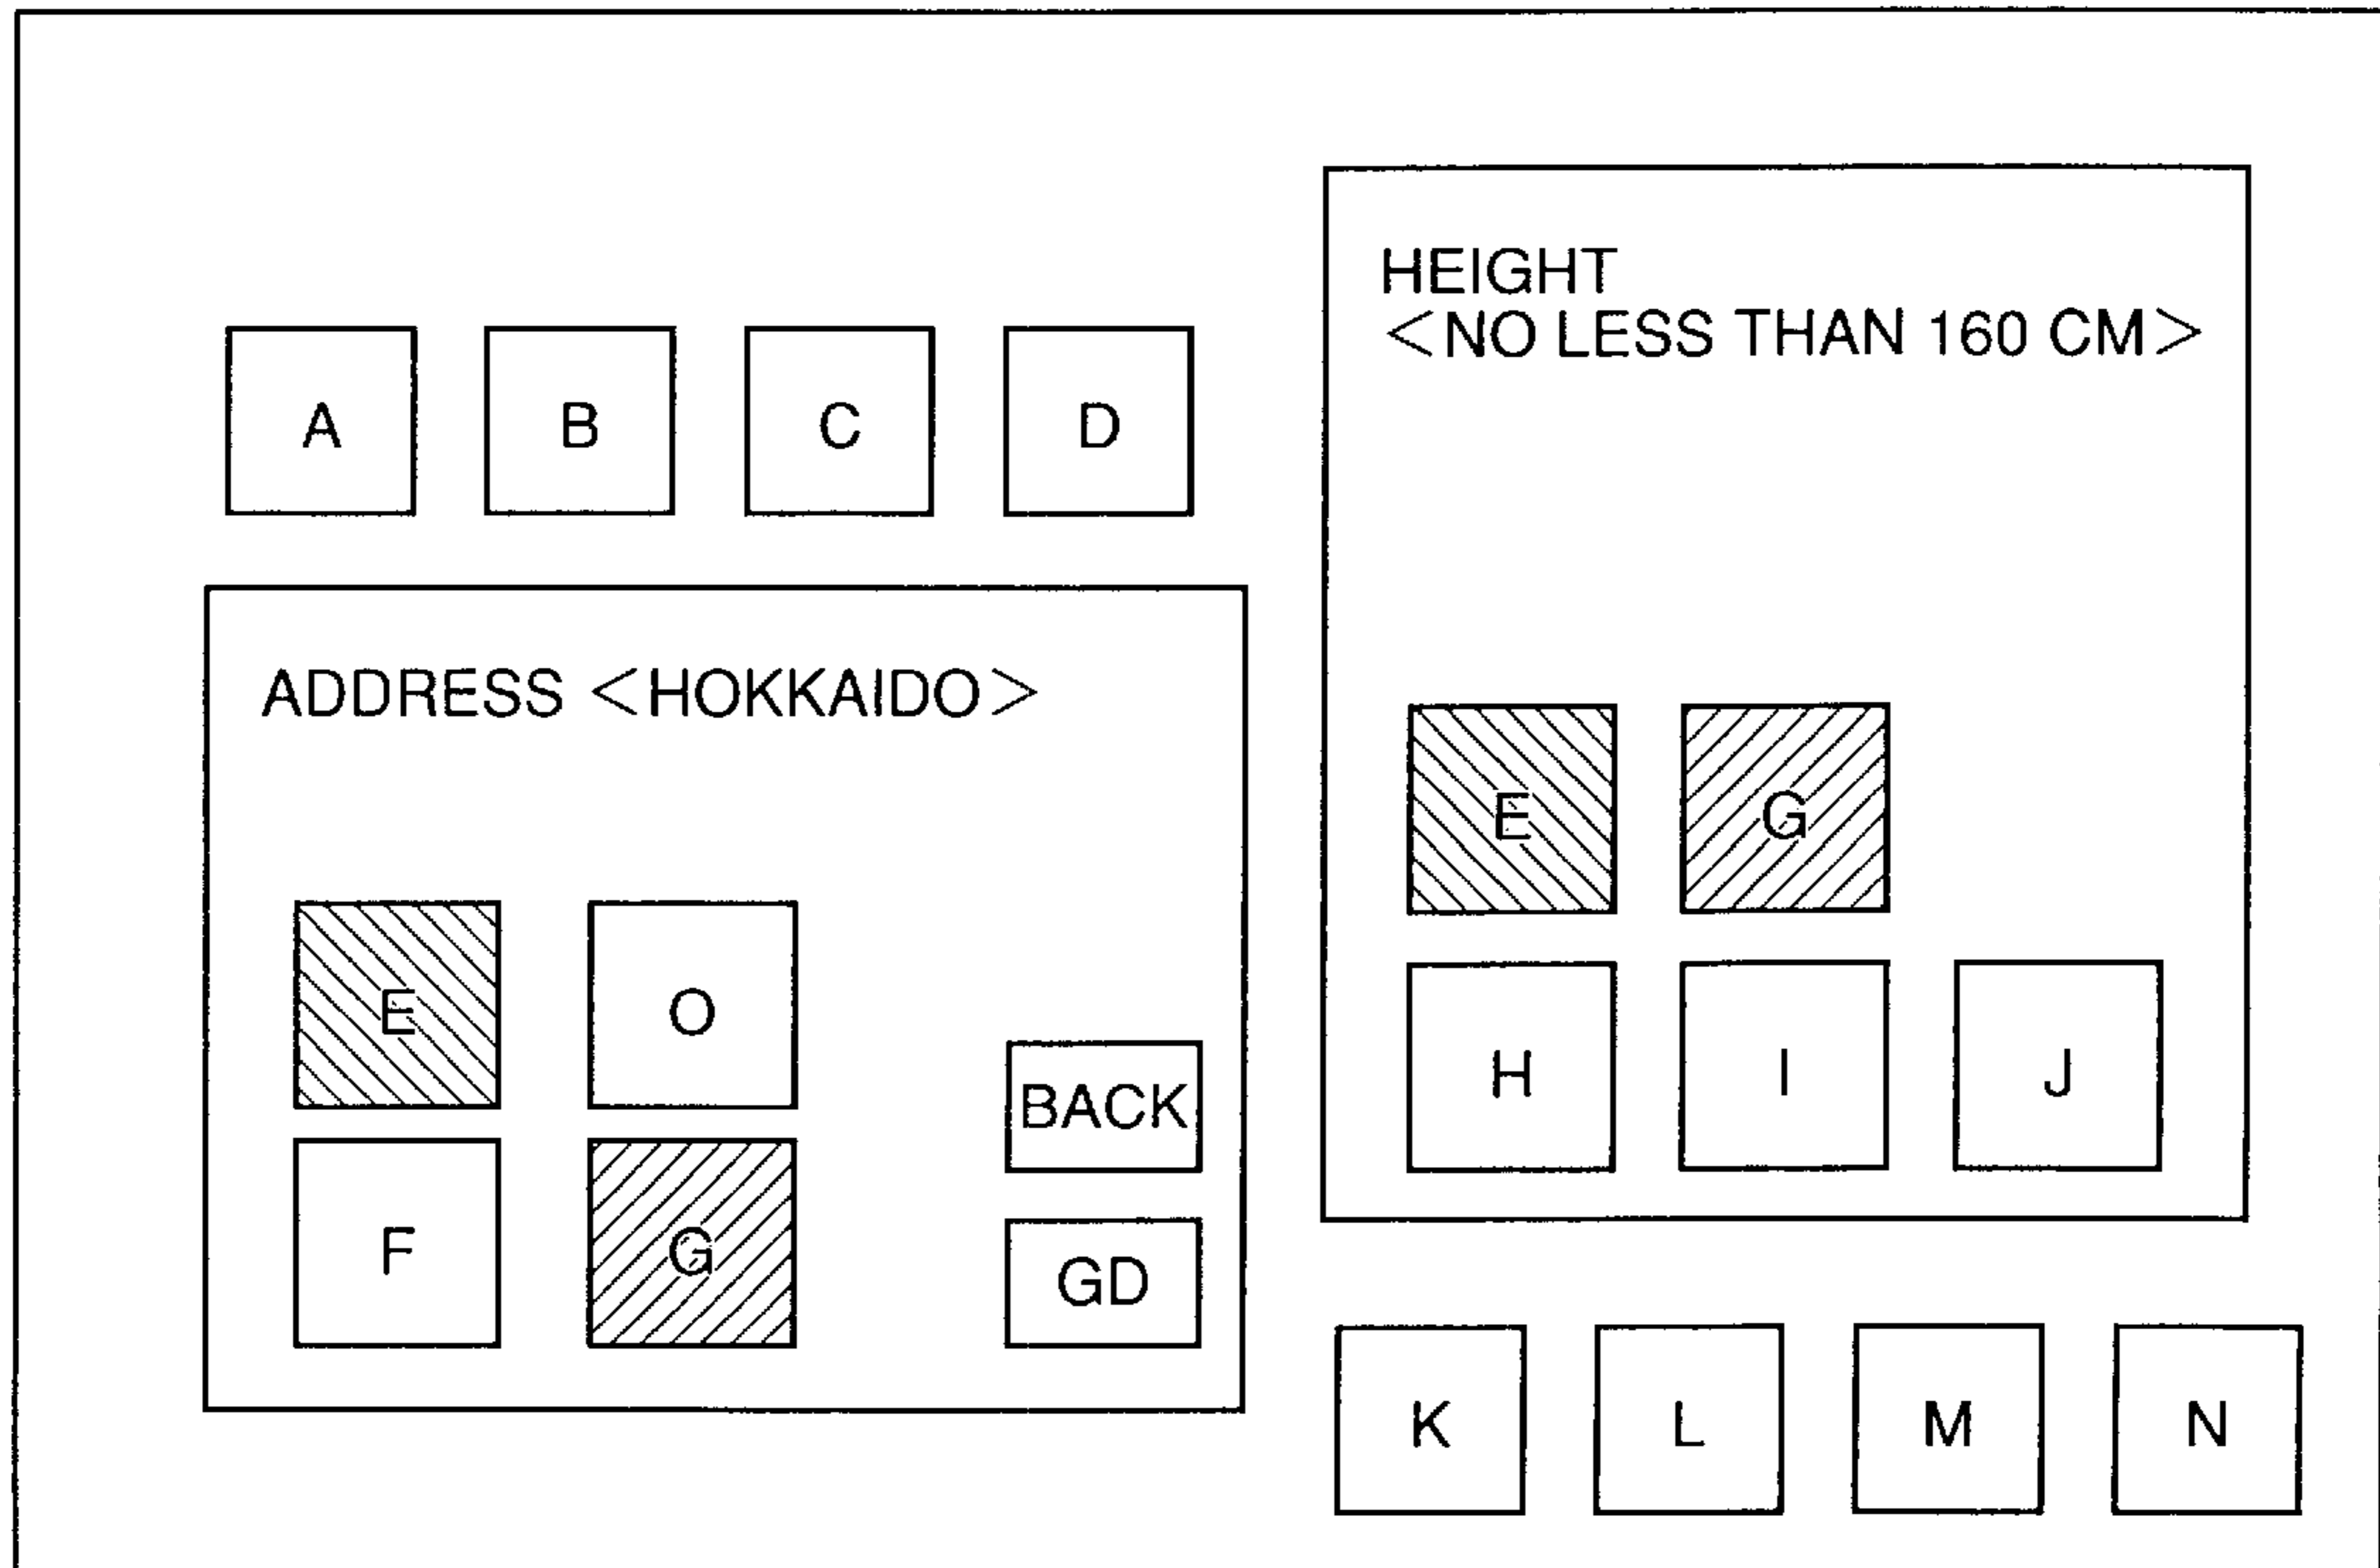 A B C D
ADDRESS <HOKKAIDO>
E O
F G
BACK
GD
HEIGHT
<NO LESS THAN 160 CM>
E G
H I J
K L M N